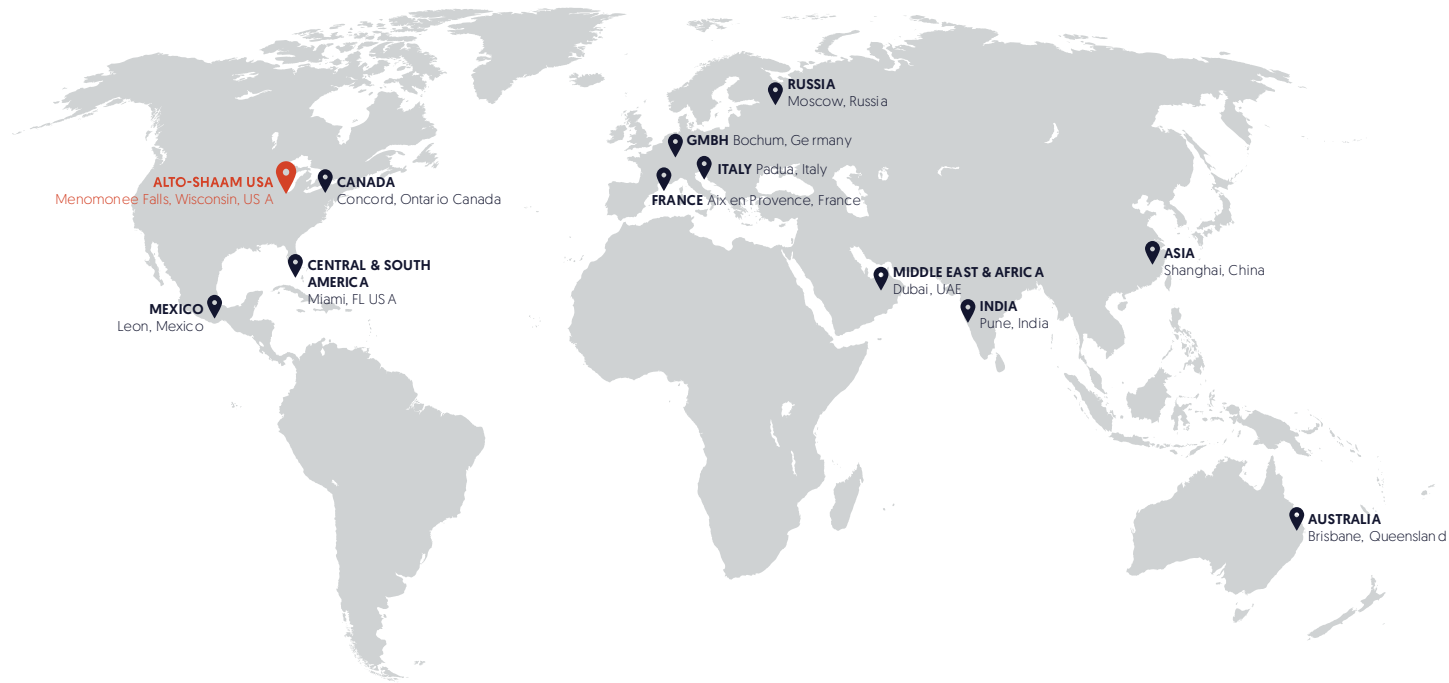 RUSSIA
Moscow, Russia
GMBH Bochum, Germany
ITALY Padua, Italy
FRANCE Aix en Provence, France
ALTO-SHAAM USA
Menomonee Falls, Wisconsin, USA
CANADA
Concord, Ontario Canada
CENTRAL & SOUTH
AMERICA
Miami, FL USA
MEXICO
Leon, Mexico
MIDDLE EAST & AFRICA
Dubai, UAE
INDIA
Pune, India
ASIA
Shanghai, China
AUSTRALIA
Brisbane, Queensland